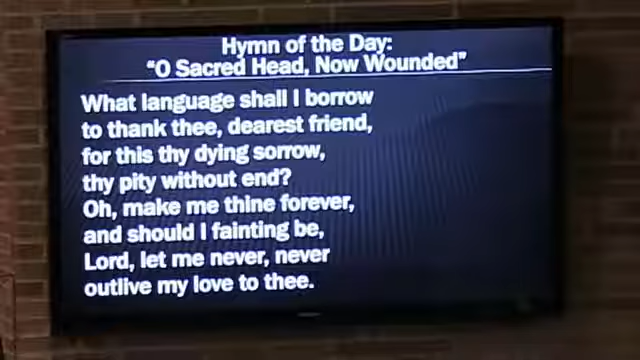 Hymn of the Day:
“O Sacred Head, Now Wounded”
What language shall I borrow
to thank thee, dearest friend,
for this thy dying sorrow,
thy pity without end?
Oh, make me thine forever,
and should I fainting be,
Lord, let me never, never
outlive my love to thee.